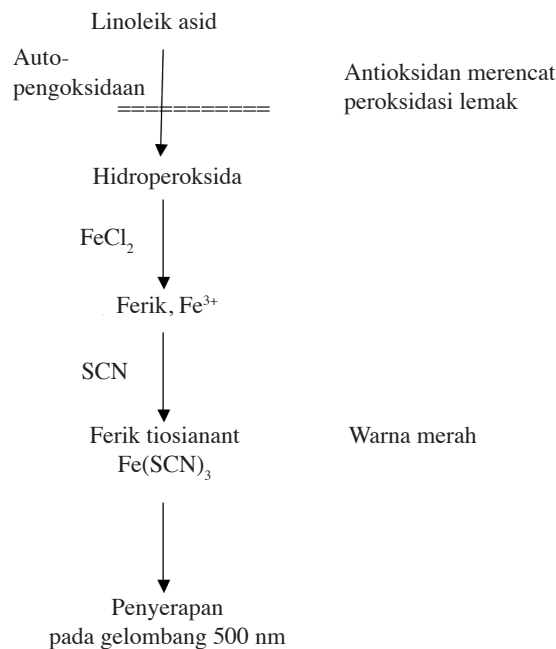 Linoleik asid
Auto-
pengoksidaan
Antioksidan merencat
peroksidasi lemak
============
Hidroperoksida
FeCl₂
Ferik, Fe³⁺
SCN
Ferik tiosianant
Fe(SCN)₃
Warna merah
Penyerapan
pada gelombang 500 nm